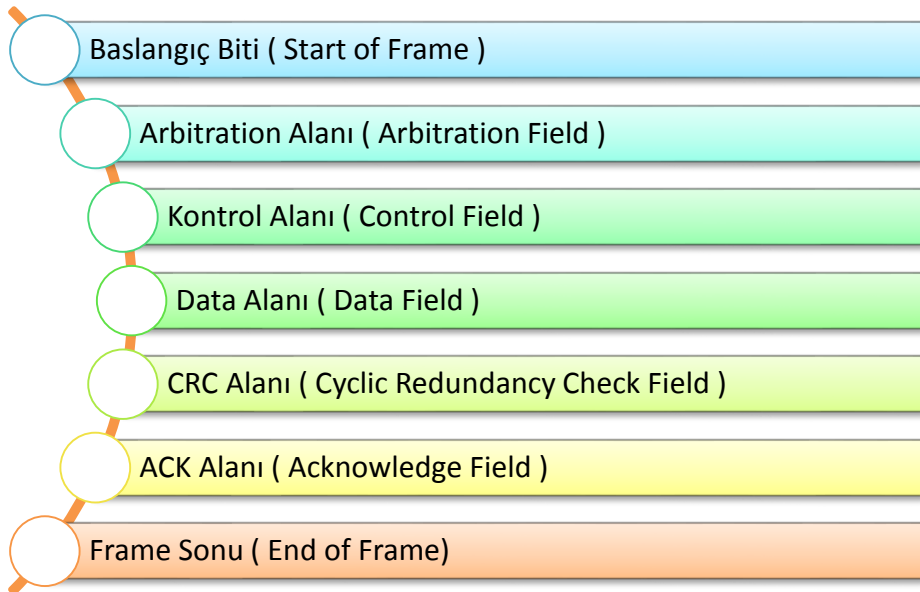 Baslangıç Biti ( Start of Frame )
Arbitration Alanı ( Arbitration Field )
Kontrol Alanı ( Control Field )
Data Alanı ( Data Field )
CRC Alanı ( Cyclic Redundancy Check Field )
ACK Alanı ( Acknowledge Field )
Frame Sonu ( End of Frame)